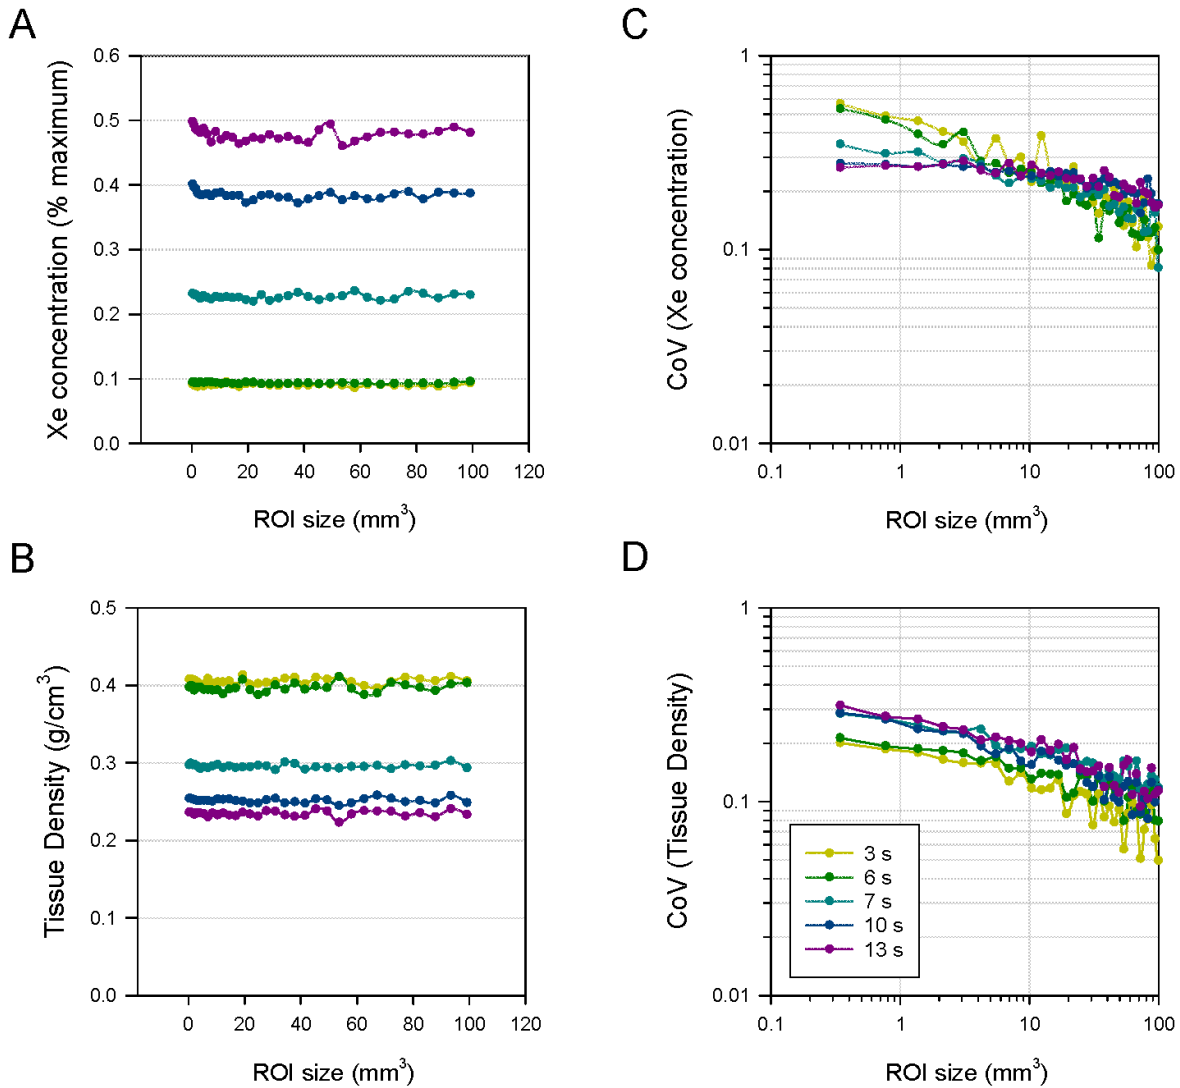 A
Xe concentration (% maximum)
0.6
0.5
0.4
0.3
0.2
0.1
0.0
0 20 40 60 80 100 120
ROI size (mm³)
C
CoV (Xe concentration)
1
0.1
0.01
0.1 1 10 100
ROI size (mm³)
B
Tissue Density (g/cm³)
0.5
0.4
0.3
0.2
0.1
0.0
0 20 40 60 80 100 120
ROI size (mm³)
D
CoV (Tissue Density)
1
0.1
0.01
3 s
6 s
7 s
10 s
13 s
0.1 1 10 100
ROI size (mm³)